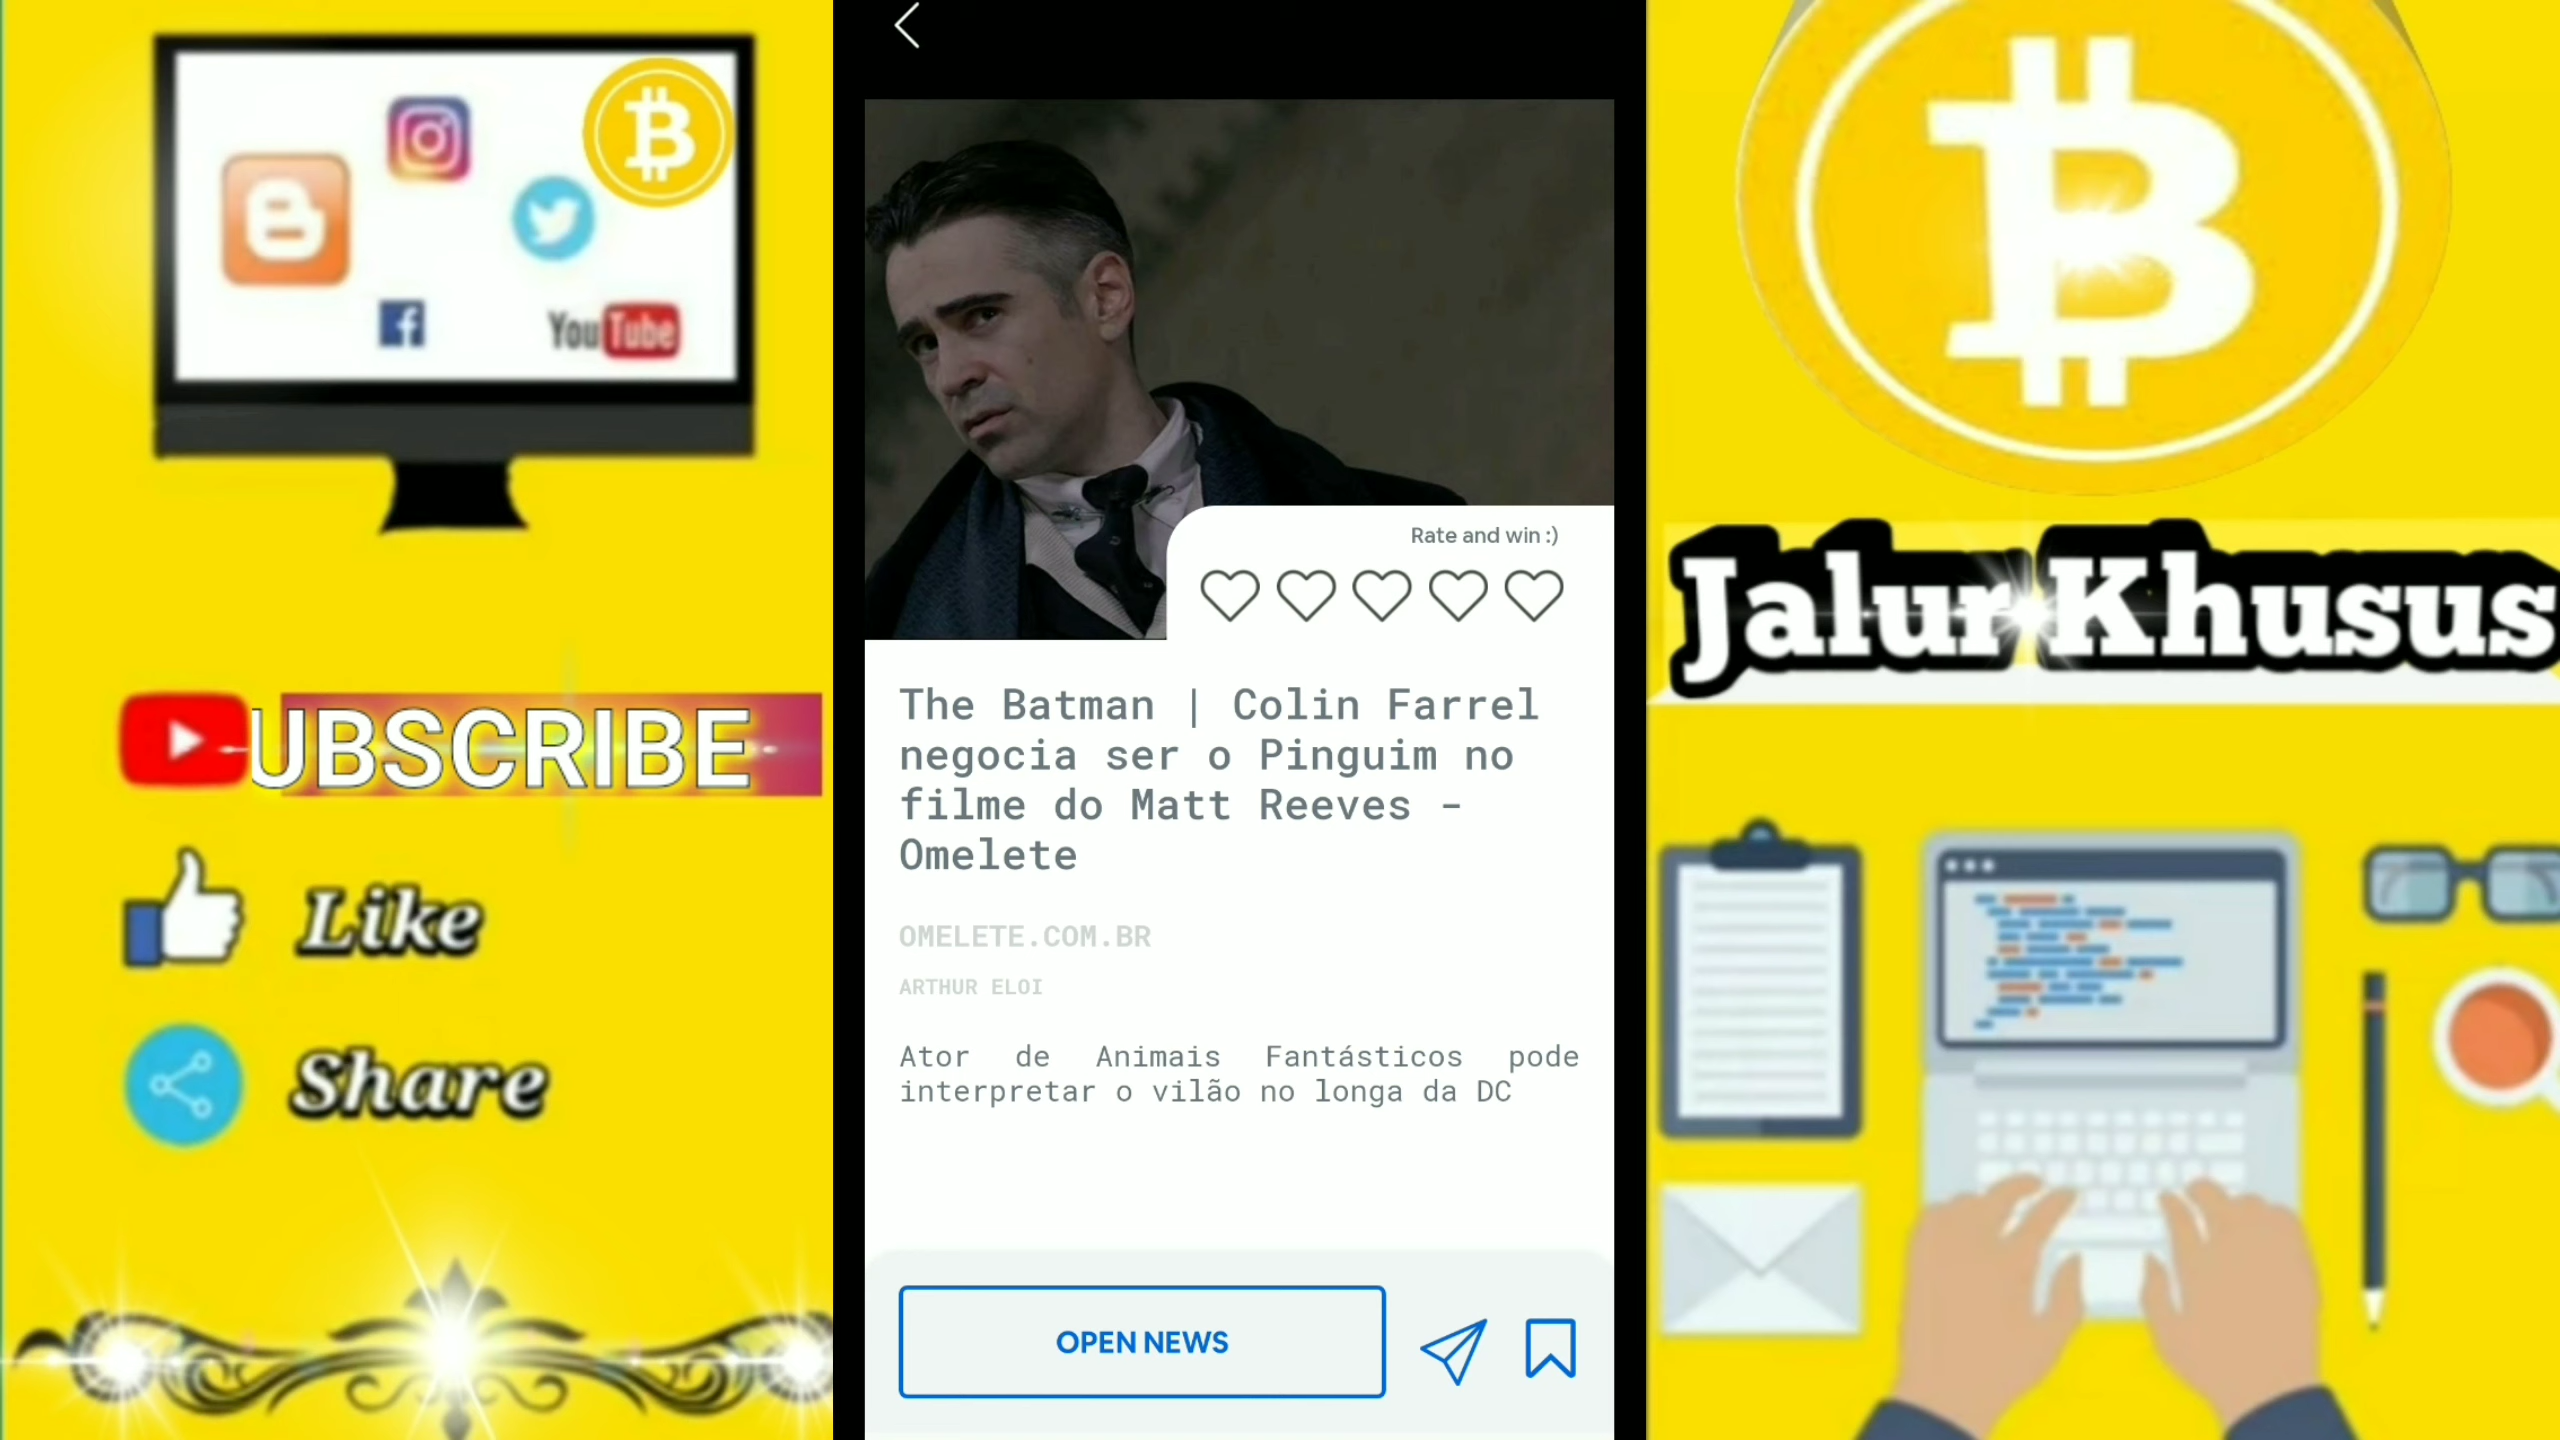 You Tube
UBSCRIBE
Like
Share
Rate and win :)
The Batman | Colin Farrel
negocia ser o Pinguim no
filme do Matt Reeves -
Omelete
OMELETE.COM.BR
ARTHUR ELOI
Ator de Animais Fantásticos pode
interpretar o vilão no longa da DC
OPEN NEWS
Jalur Khusus